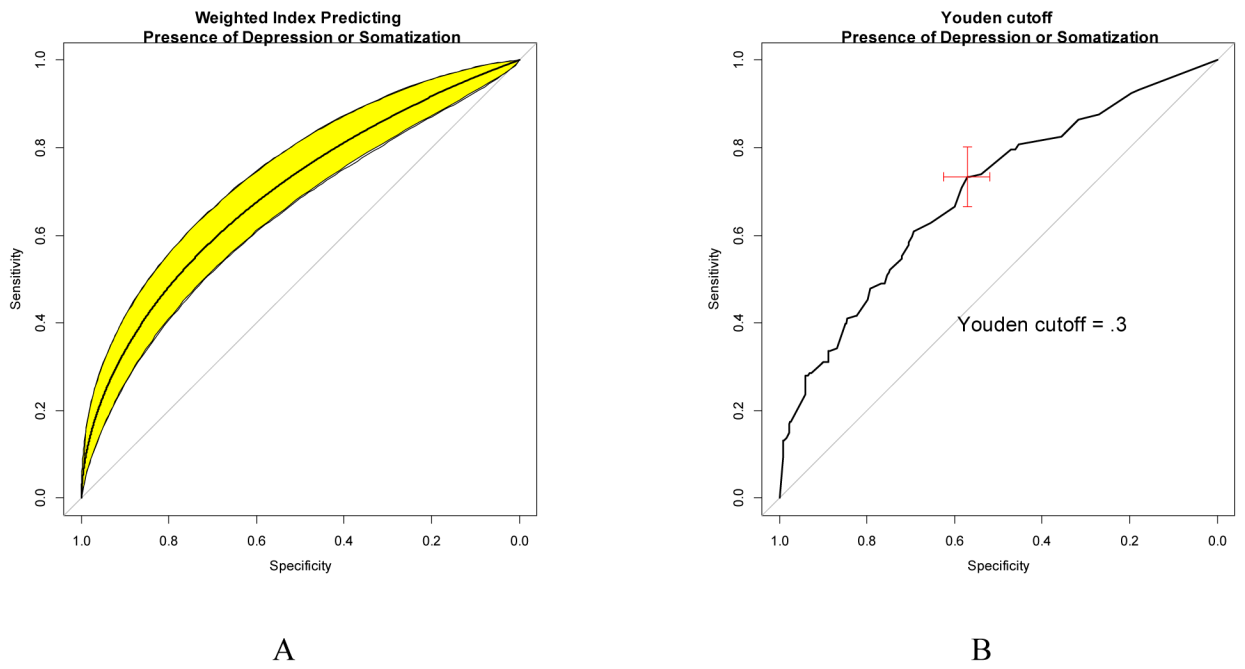 Weighted Index Predicting
Presence of Depression or Somatization
1.0
0.8
0.6
0.4
0.2
0.0
Sensitivity
1.0 0.8 0.6 0.4 0.2 0.0
Specificity
A
Youden cutoff
Presence of Depression or Somatization
1.0
0.8
0.6
0.4
0.2
0.0
Sensitivity
Youden cutoff = .3
1.0 0.8 0.6 0.4 0.2 0.0
Specificity
B